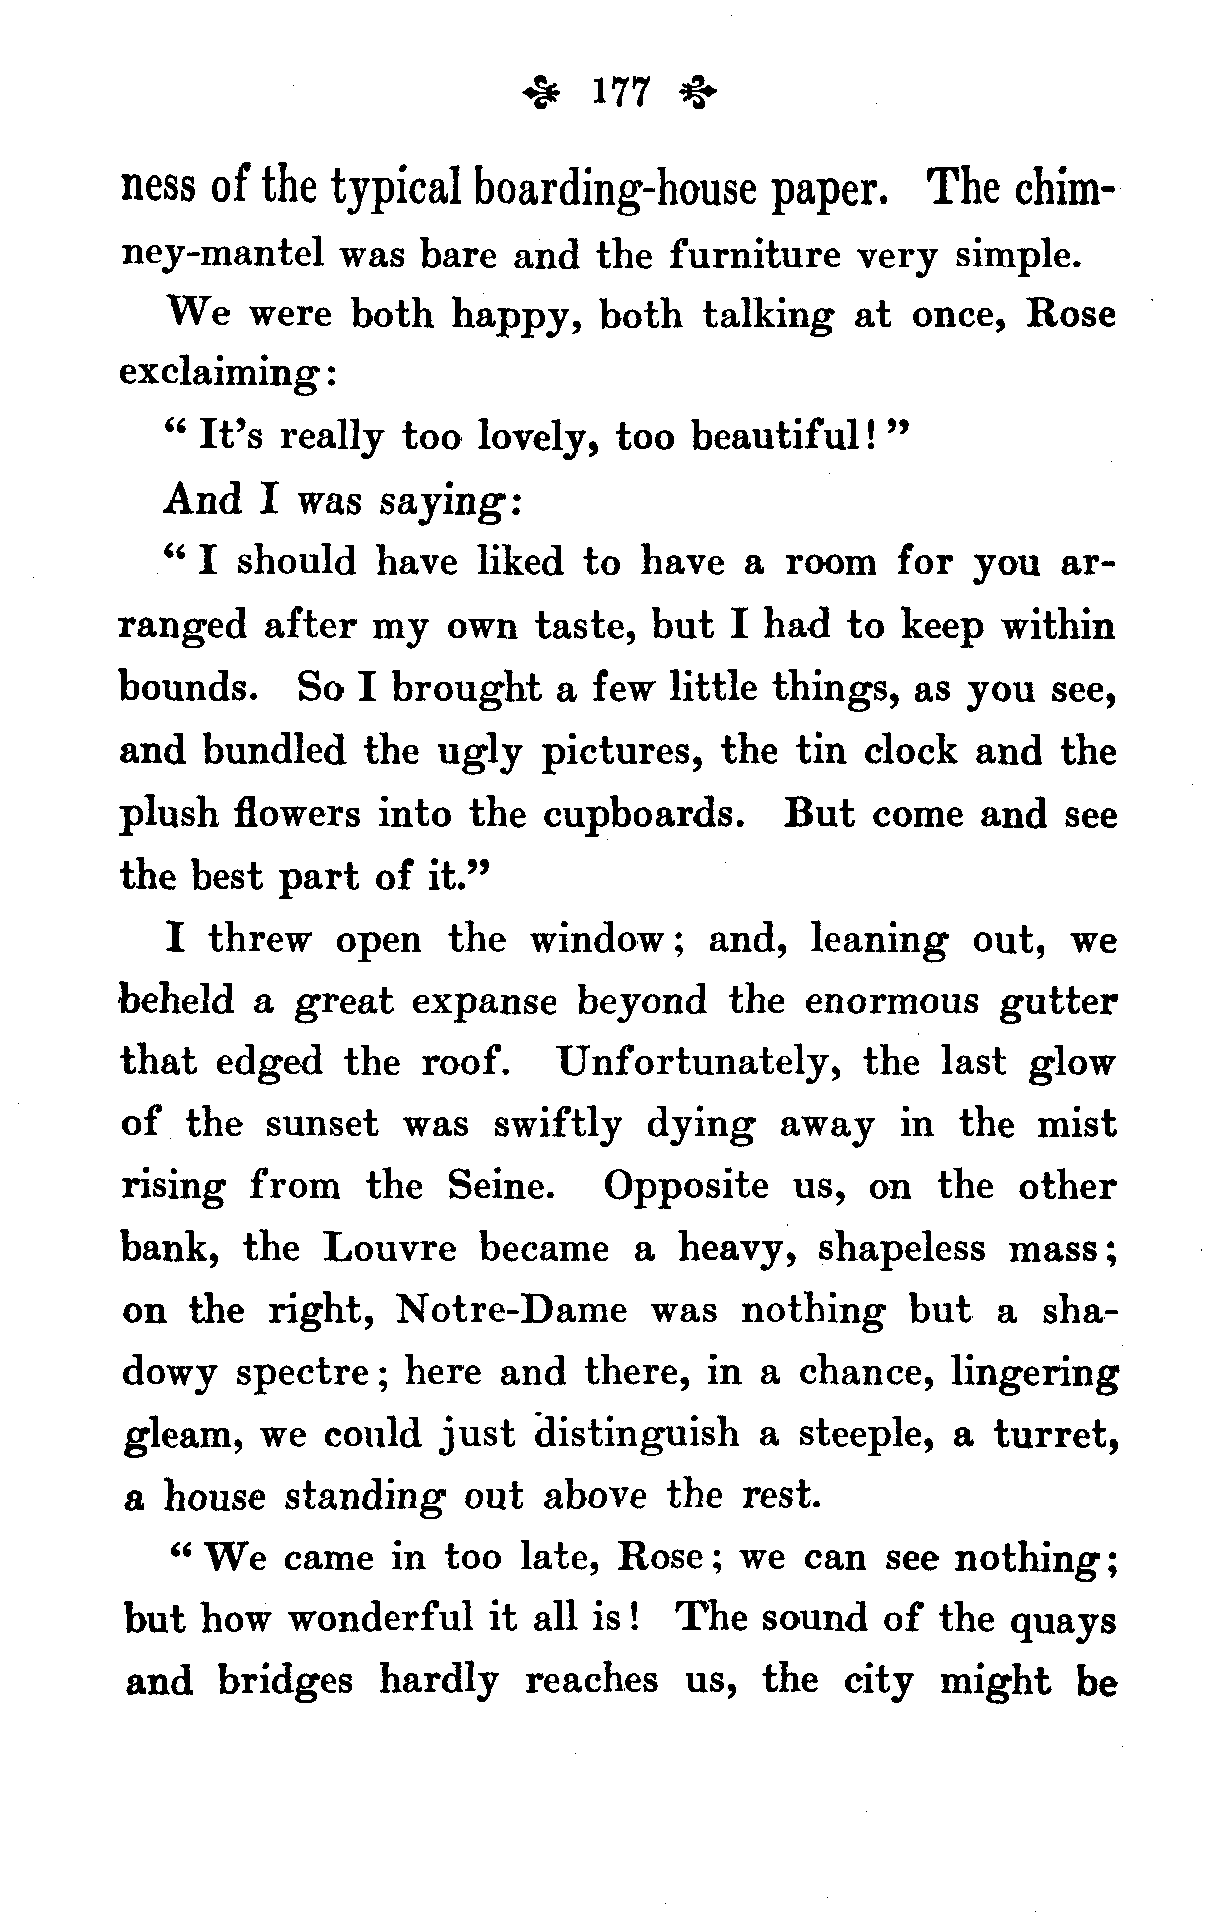 177
ness of the typical boarding-house paper. The chim-
ney-mantel was bare and the furniture very simple.
We were both happy, both talking at once, Rose
exclaiming:
“ It’s really too lovely, too beautiful! ”
And I was saying:
“ I should have liked to have a room for you ar-
ranged after my own taste, but I had to keep within
bounds. So I brought a few little things, as you see,
and bundled the ugly pictures, the tin clock and the
plush flowers into the cupboards. But come and see
the best part of it.”
I threw open the window; and, leaning out, we
beheld a great expanse beyond the enormous gutter
that edged the roof. Unfortunately, the last glow
of the sunset was swiftly dying away in the mist
rising from the Seine. Opposite us, on the other
bank, the Louvre became a heavy, shapeless mass;
on the right, Notre-Dame was nothing but a sha-
dowy spectre; here and there, in a chance, lingering
gleam, we could just distinguish a steeple, a turret,
a house standing out above the rest.
“ We came in too late, Rose; we can see nothing;
but how wonderful it all is! The sound of the quays
and bridges hardly reaches us, the city might be